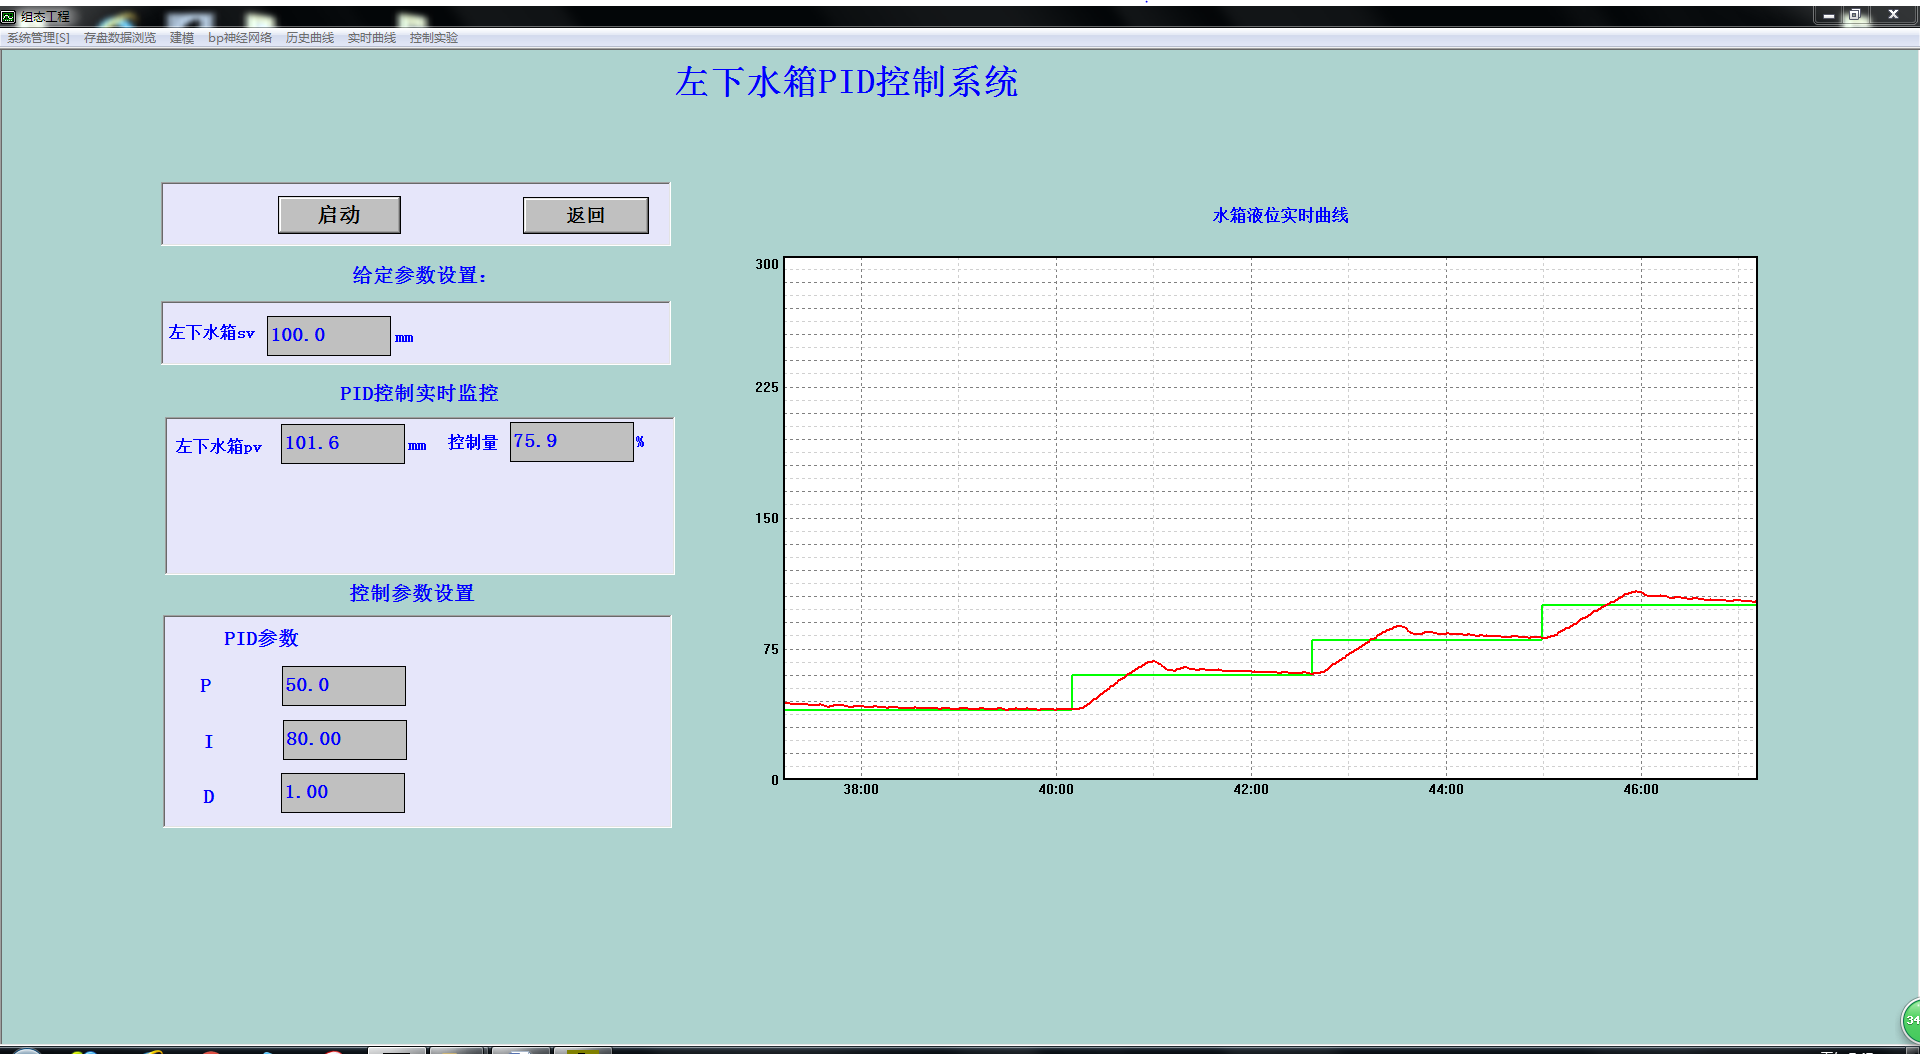 组态工程
系统管理[S] 存盘数据浏览 建模 bp神经网络 历史曲线 实时曲线 控制实验
左下水箱PID控制系统
启动 返回
给定参数设置:
左下水箱sv 100.0 mm
PID控制实时监控
左下水箱pv 101.6 mm 控制量 75.9 %
控制参数设置
PID参数
P 50.0
I 80.00
D 1.00
水箱液位实时曲线
300
225
150
75
0
38:00 40:00 42:00 44:00 46:00
34